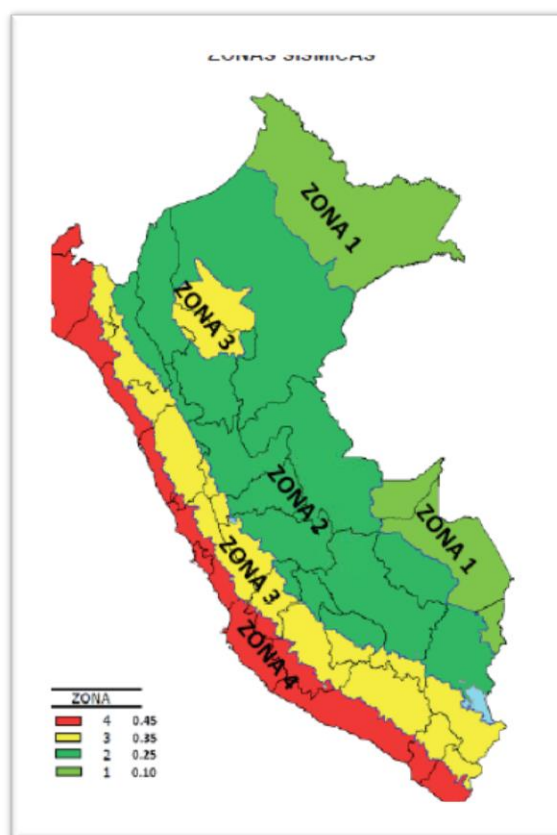 ZONAS SISMICAS
ZONA 1
ZONA 3
ZONA 2
ZONA 1
ZONA 3
ZONA 4
ZONA
4 0.45
3 0.35
2 0.25
1 0.10